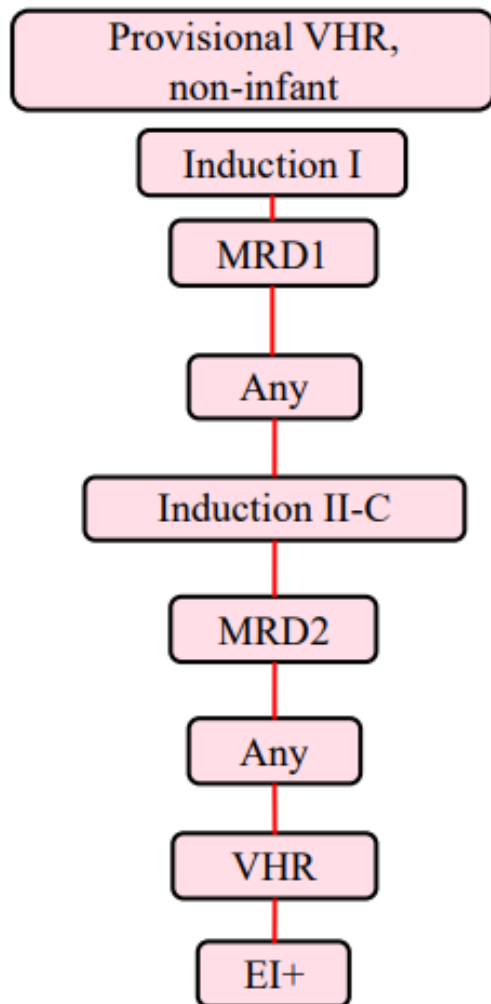 Provisional VHR,
non-infant
Induction I
MRD1
Any
Induction II-C
MRD2
Any
VHR
EI+